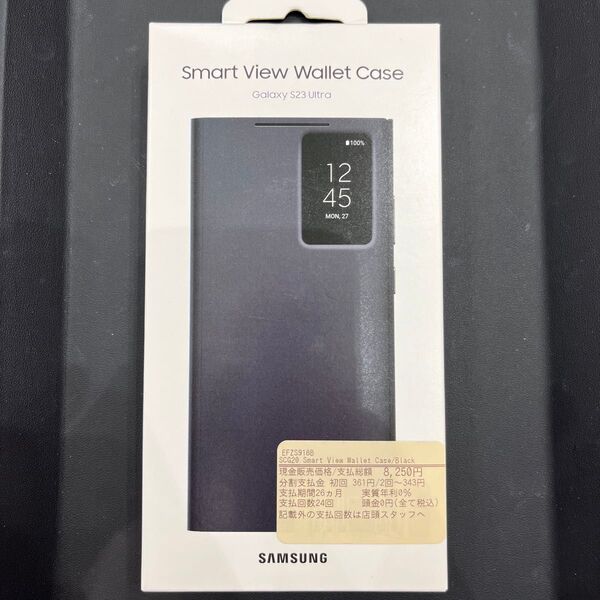 Smart View Wallet Case
Galaxy S23 Ultra
100%
12
45
MON, 27
EFZS918B
SCG20 Smart View Wallet Case/Black
現金販売価格/支払総額 8,250円
分割支払金 初回 361円/2回～343円
支払期間26ヵ月 実質年利0%
支払回数24回 頭金0円(全て税込)
記載外の支払回数は店頭スタッフへ
SAMSUNG